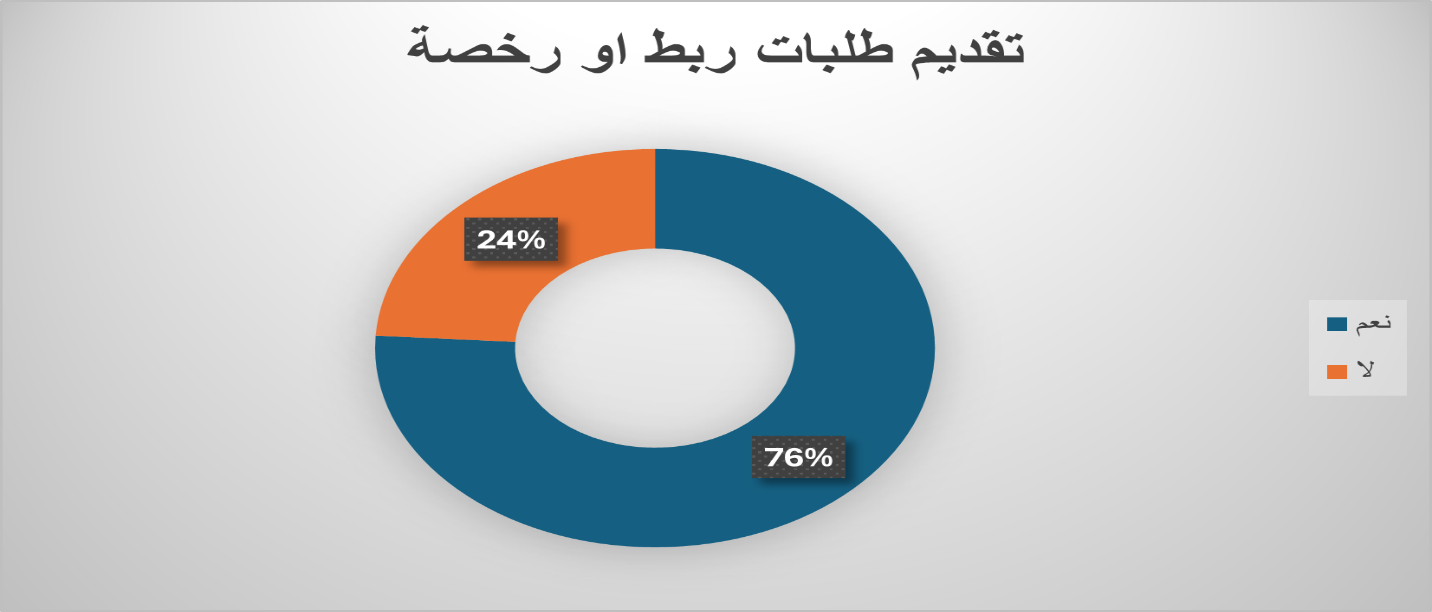 تقديم طلبات ربط او رخصة
24%
76%
نعم
لا